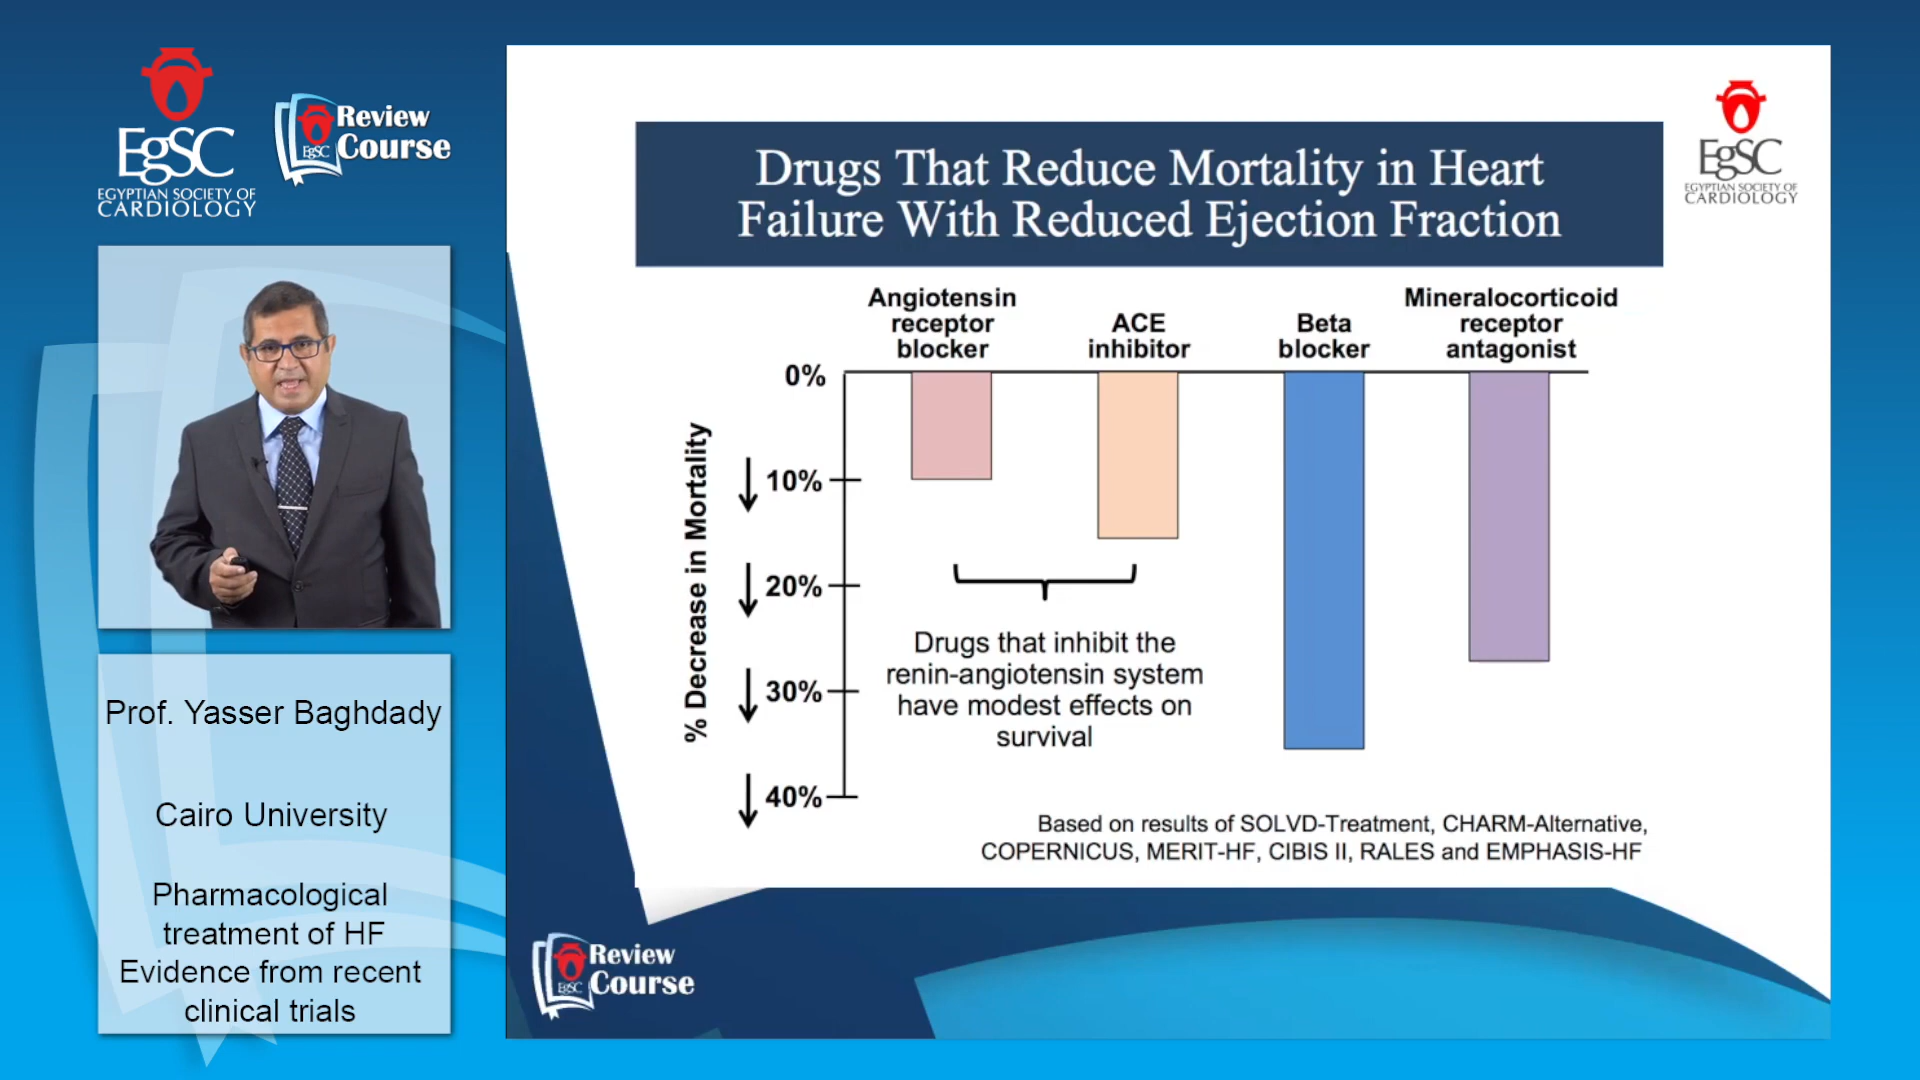 EgSC
EGYPTIAN SOCIETY OF
CARDIOLOGY
Review
Course
EgSC
Prof. Yasser Baghdady
Cairo University
Pharmacological
treatment of HF
Evidence from recent
clinical trials
Drugs That Reduce Mortality in Heart
Failure With Reduced Ejection Fraction
EgSC
EGYPTIAN SOCIETY OF
CARDIOLOGY
Angiotensin
receptor
blocker
ACE
inhibitor
Beta
blocker
Mineralocorticoid
receptor
antagonist
% Decrease in Mortality
0%
10%
20%
30%
40%
Drugs that inhibit the
renin-angiotensin system
have modest effects on
survival
Based on results of SOLVD-Treatment, CHARM-Alternative,
COPERNICUS, MERIT-HF, CIBIS II, RALES and EMPHASIS-HF
Review
Course
EgSC